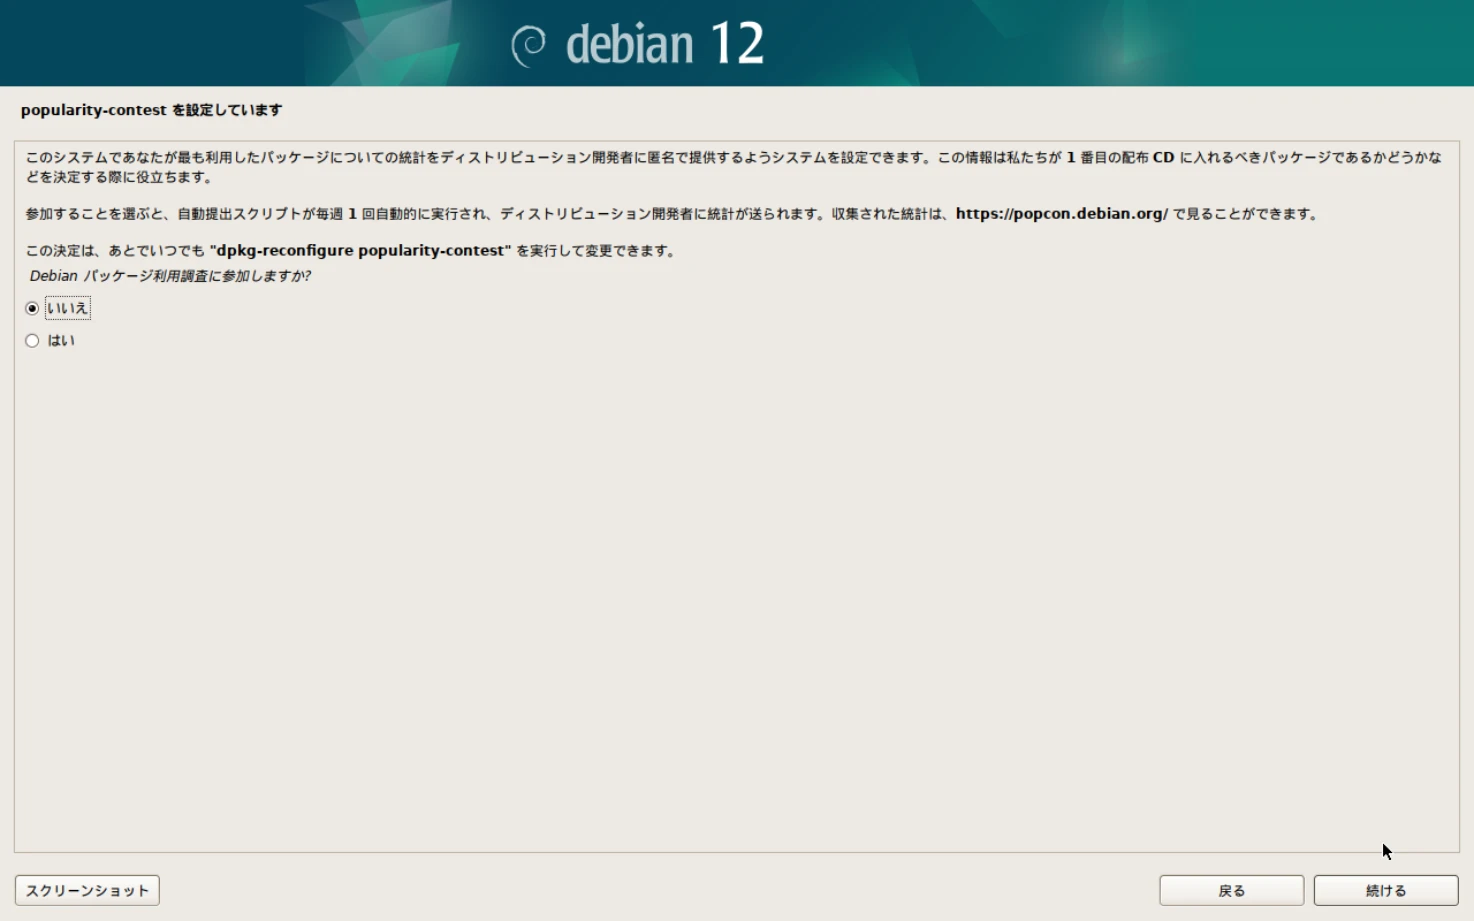 debian 12
popularity-contest を設定しています
このシステムであなたが最も利用したパッケージについての統計をディストリビューション開発者に匿名で提供するようシステムを設定できます。この情報は私たちが 1 番目の配布 CD に入れるべきパッケージであるかどうかな
どを決定する際に役立ちます。
参加することを選ぶと、自動提出スクリプトが毎週 1 回自動的に実行され、ディストリビューション開発者に統計が送られます。収集された統計は、https://popcon.debian.org/ で見ることができます。
この決定は、あとでいつでも "dpkg-reconfigure popularity-contest" を実行して変更できます。
Debian パッケージ利用調査に参加しますか?
いいえ
はい
スクリーンショット
戻る
続ける